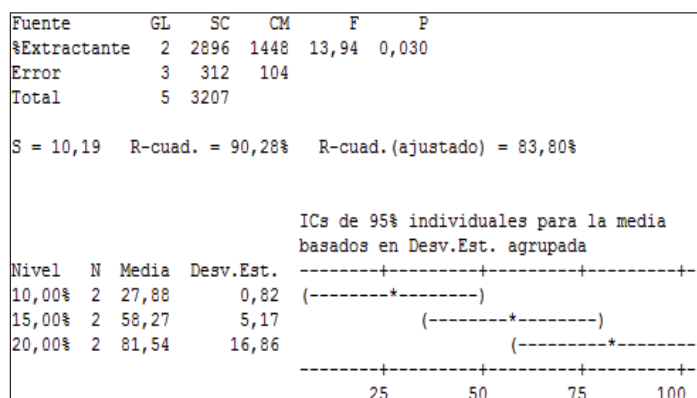 Fuente GL SC CM F P
%Extractante 2 2896 1448 13,94 0,030
Error 3 312 104
Total 5 3207
S = 10,19 R-cuad. = 90,28% R-cuad.(ajustado) = 83,80%
ICs de 95% individuales para la media
basados en Desv.Est. agrupada
Nivel N Media Desv.Est. --------+---------+---------+---------+-
10,00% 2 27,88 0,82 (--------*--------)
15,00% 2 58,27 5,17 (--------*--------)
20,00% 2 81,54 16,86 (---------*--------
--------+---------+---------+---------+-
25 50 75 100